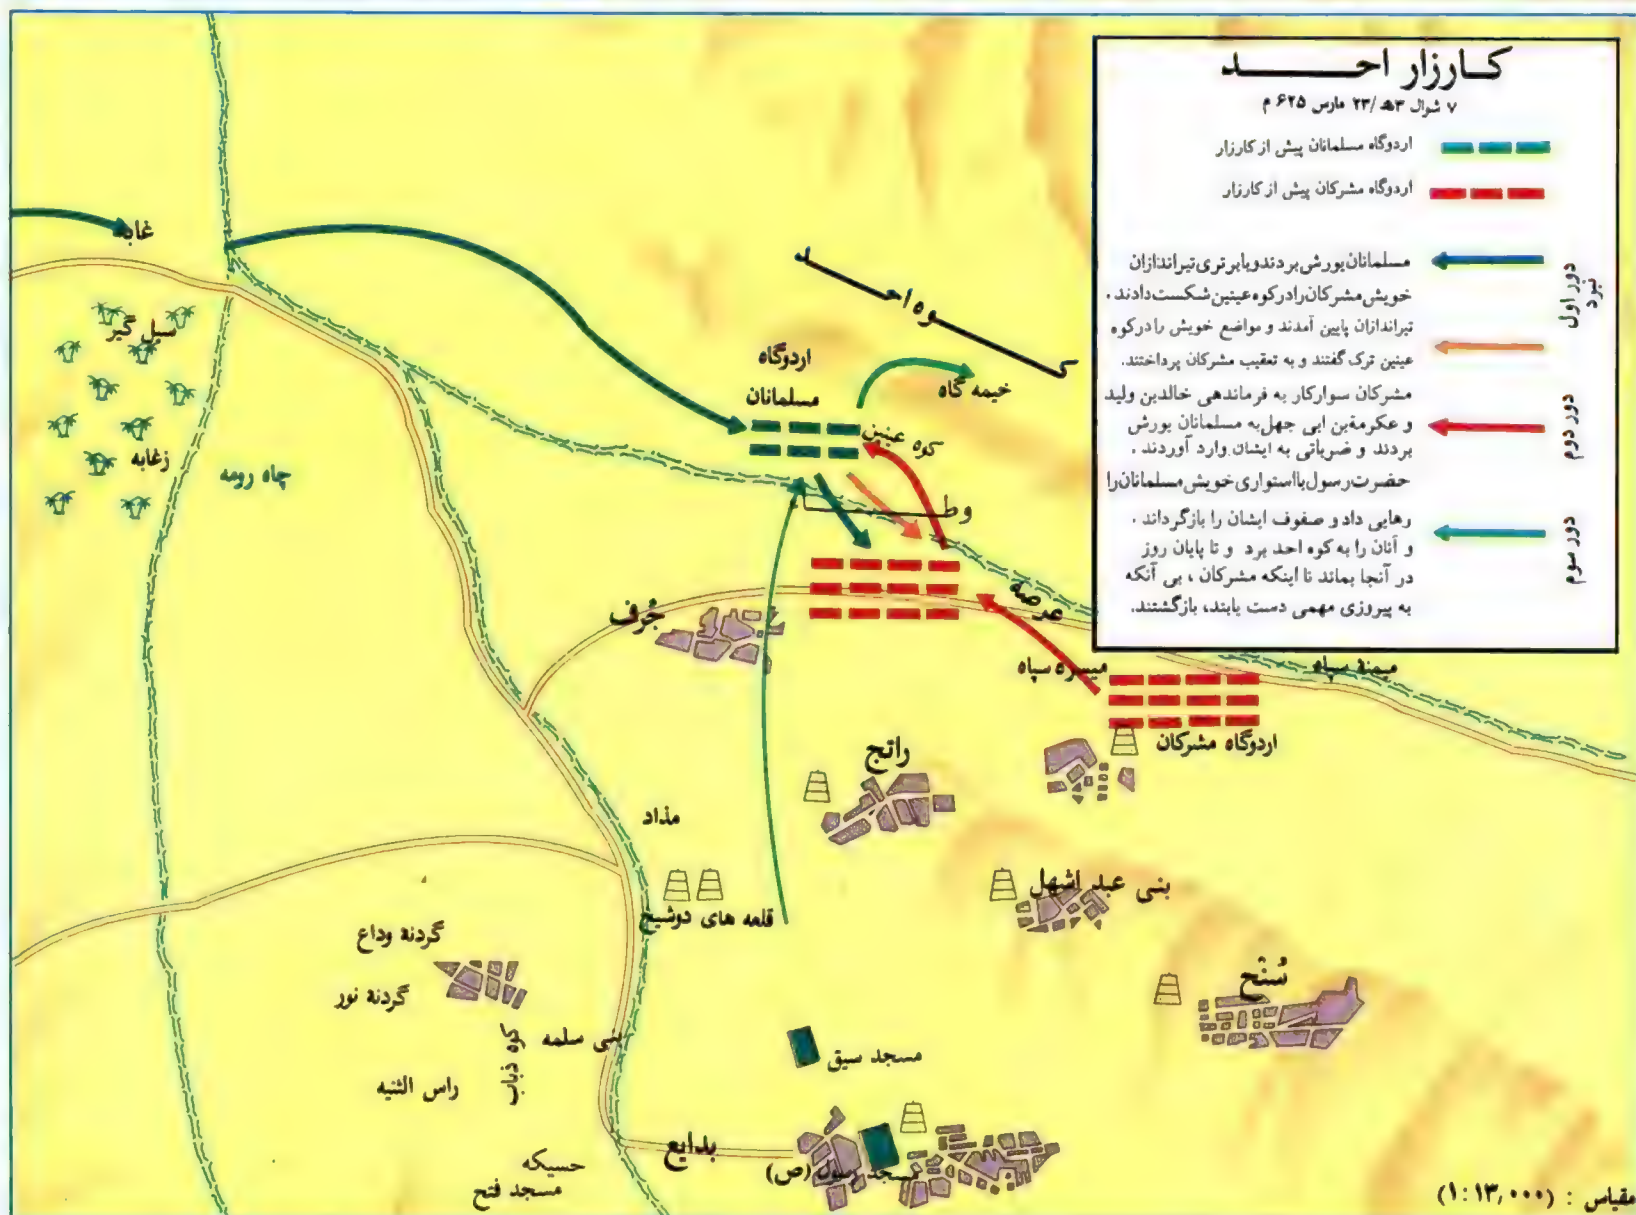 کارزار احد
۷ شوال ۳هـ/۲۳ مارس ۶۲۵ م
اردوگاه مسلمانان پیش از کارزار
اردوگاه مشرکان پیش از کارزار
دور اول
نبرد
مسلمانان یورش بردند و با برتری تیراندازان
خویش مشرکان را در کوه عینین شکست دادند.
تیراندازان پایین آمدند و مواضع خویش را در کوه
عینین ترک گفتند و به تعقیب مشرکان پرداختند.
دور دوم
مشرکان سوارکار به فرماندهی خالدبن ولید
و عکرمة بن ابی جهل به مسلمانان یورش
بردند و ضرباتی به ایشان وارد آوردند.
دور سوم
حضرت رسول با استواری خویش مسلمانان را
رهایی داد و صفوف ایشان را بازگرداند.
و آنان را به کوه احد برد و تا پایان روز
در آنجا بماند تا اینکه مشرکان، بی آنکه
به پیروزی مهمی دست یابند، بازگشتند.
غابه
کوه احد
سیل گیر
اردوگاه
مسلمانان
خیمه گاه
کوه عینین
زغابه
چاه رومه
وطا
عرصه
جُرف
میسره سپاه
میمنه سپاه
اردوگاه مشرکان
راتج
مذاد
بنی عبد اشهل
قلعه های دوشیخ
گردنه وداع
سُنْح
گردنه نور
بنی سلمه
کوه ذباب
مسجد سبق
راس الثنیه
بدایع
حسیکه
مسجد رسول (ص)
مسجد فتح
مقیاس : (۱:۱۳,۰۰۰)